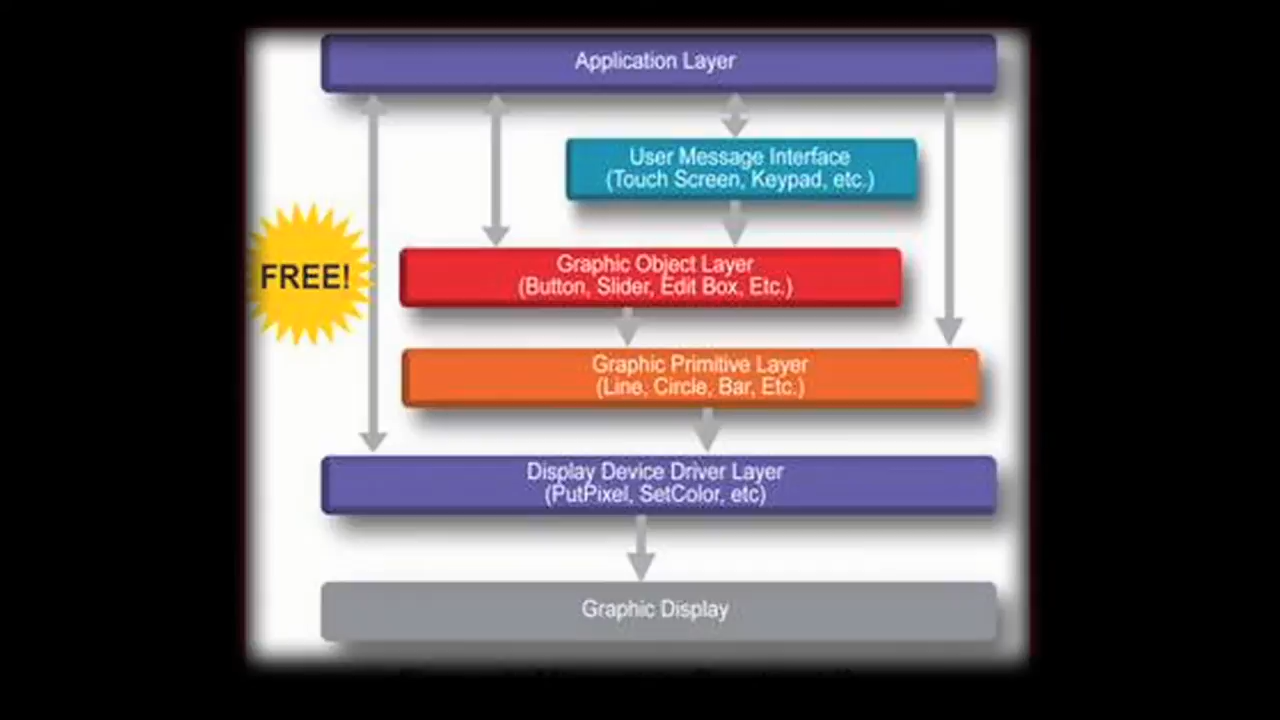 Application Layer
User Message Interface
(Touch Screen, Keypad, etc.)
FREE!
Graphic Object Layer
(Button, Slider, Edit Box, Etc.)
Graphic Primitive Layer
(Line, Circle, Bar, Etc.)
Display Device Driver Layer
(PutPixel, SetColor, etc)
Graphic Display